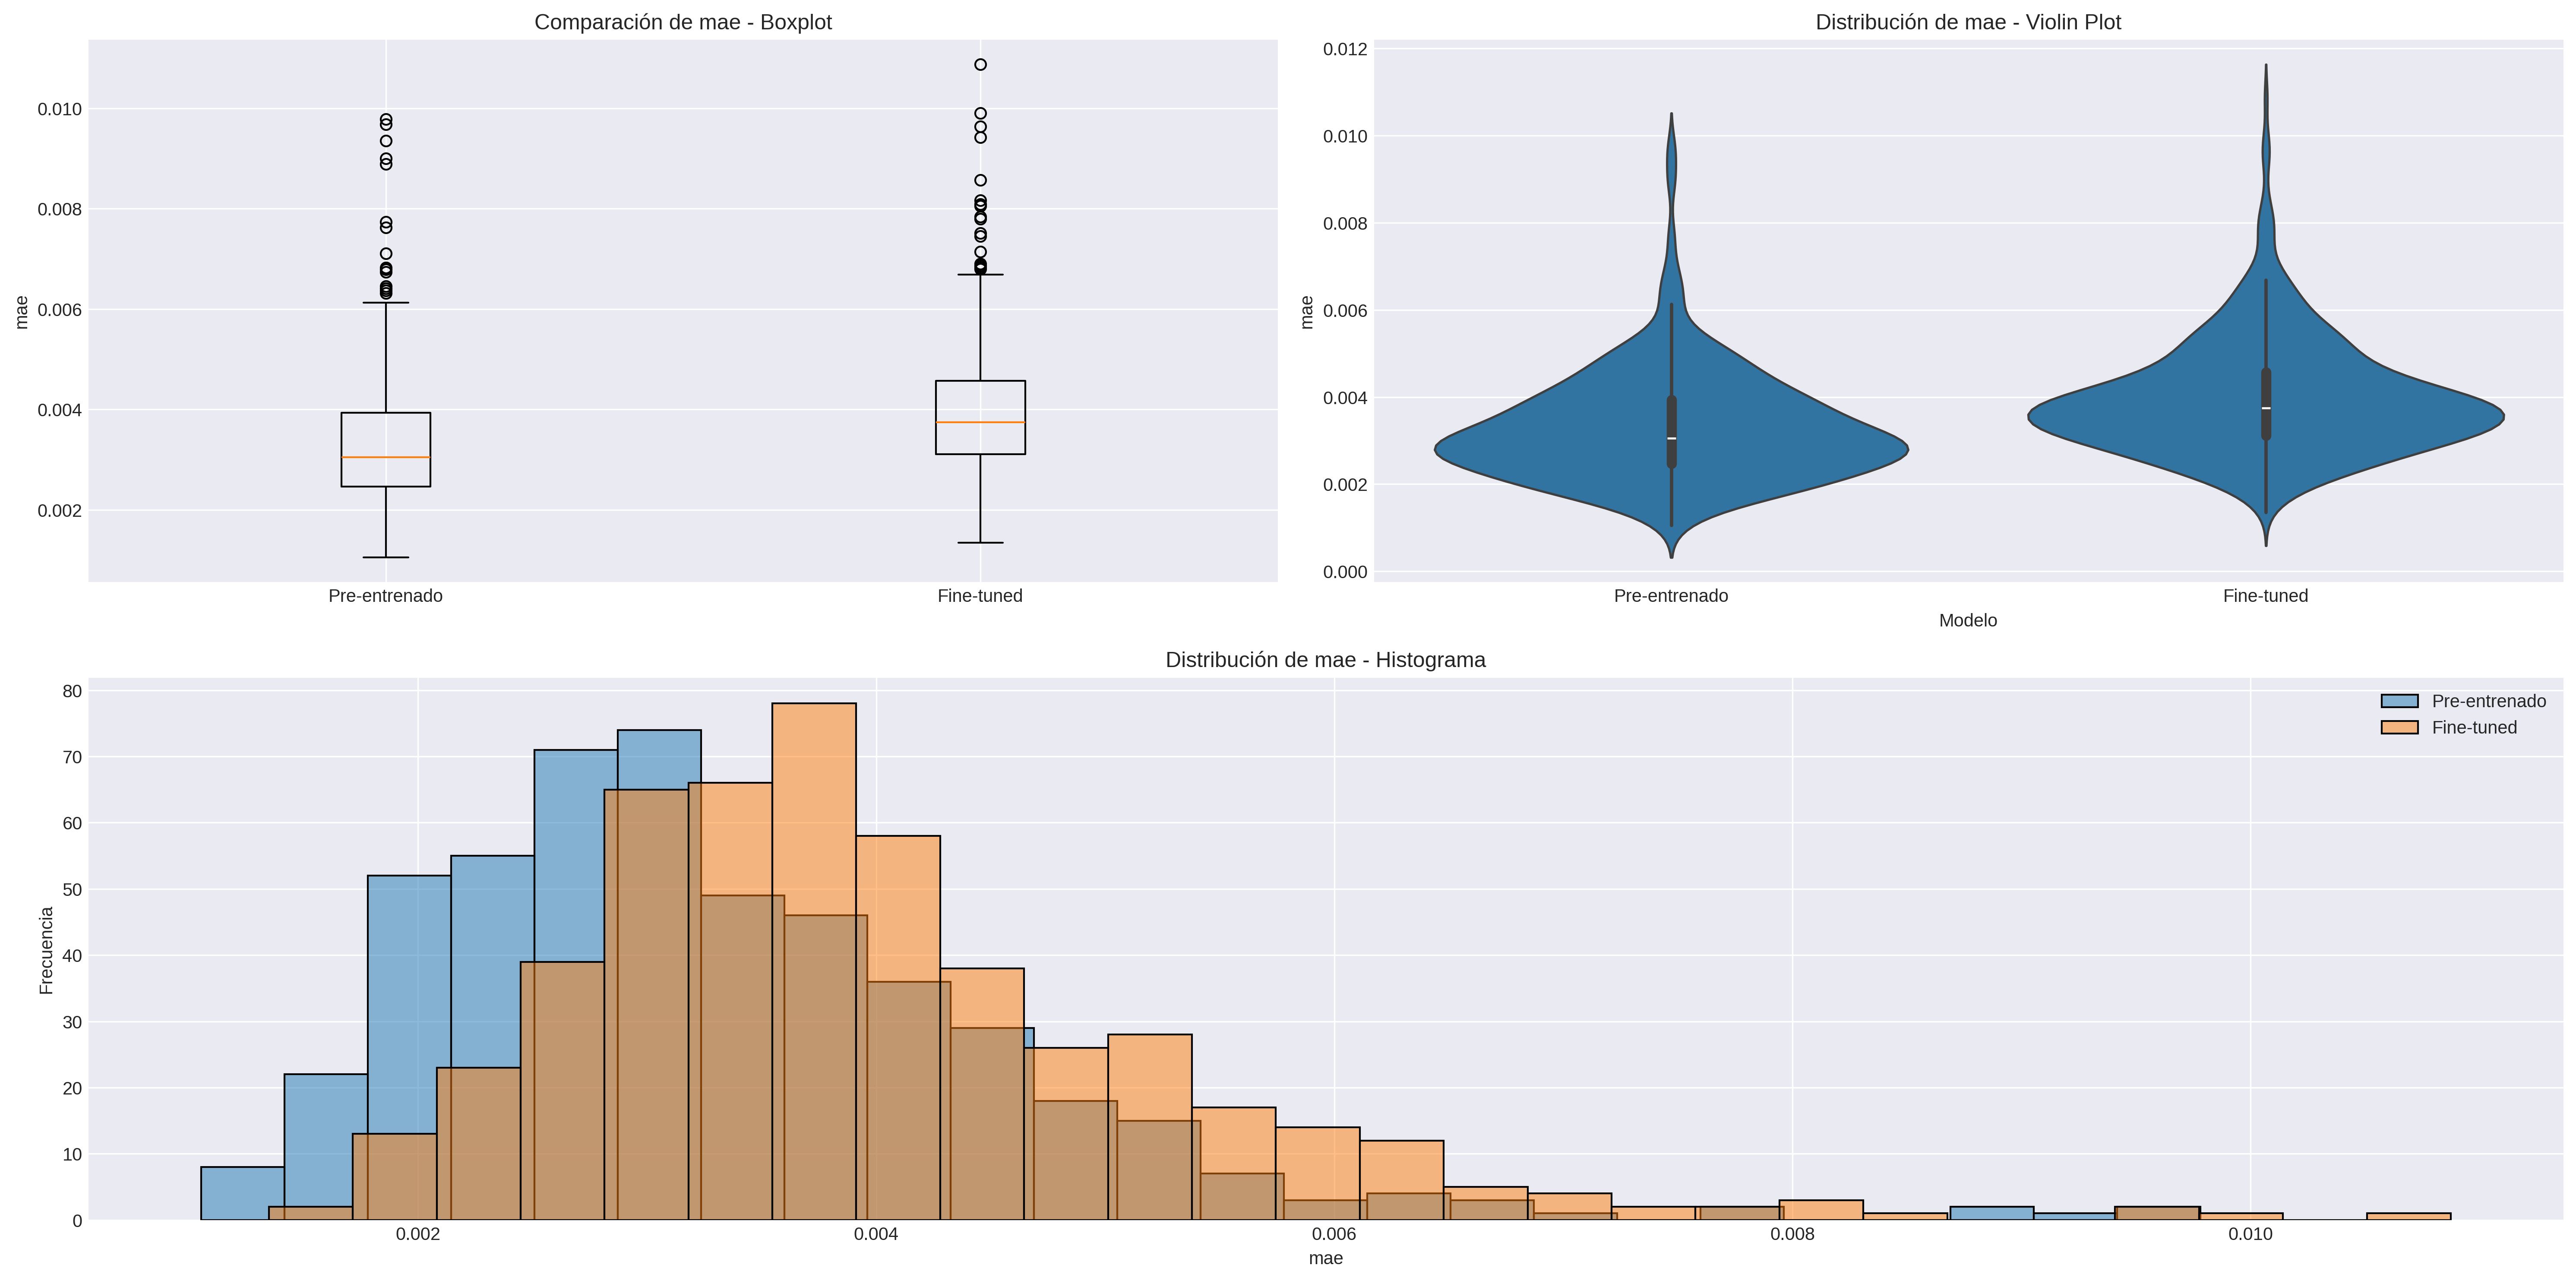 Comparación de mae - Boxplot
mae
0.010
0.008
0.006
0.004
0.002
Pre-entrenado
Fine-tuned
Distribución de mae - Violin Plot
mae
0.012
0.010
0.008
0.006
0.004
0.002
0.000
Pre-entrenado
Fine-tuned
Modelo
Distribución de mae - Histograma
Frecuencia
80
70
60
50
40
30
20
10
0
0.002
0.004
0.006
0.008
0.010
mae
Pre-entrenado
Fine-tuned